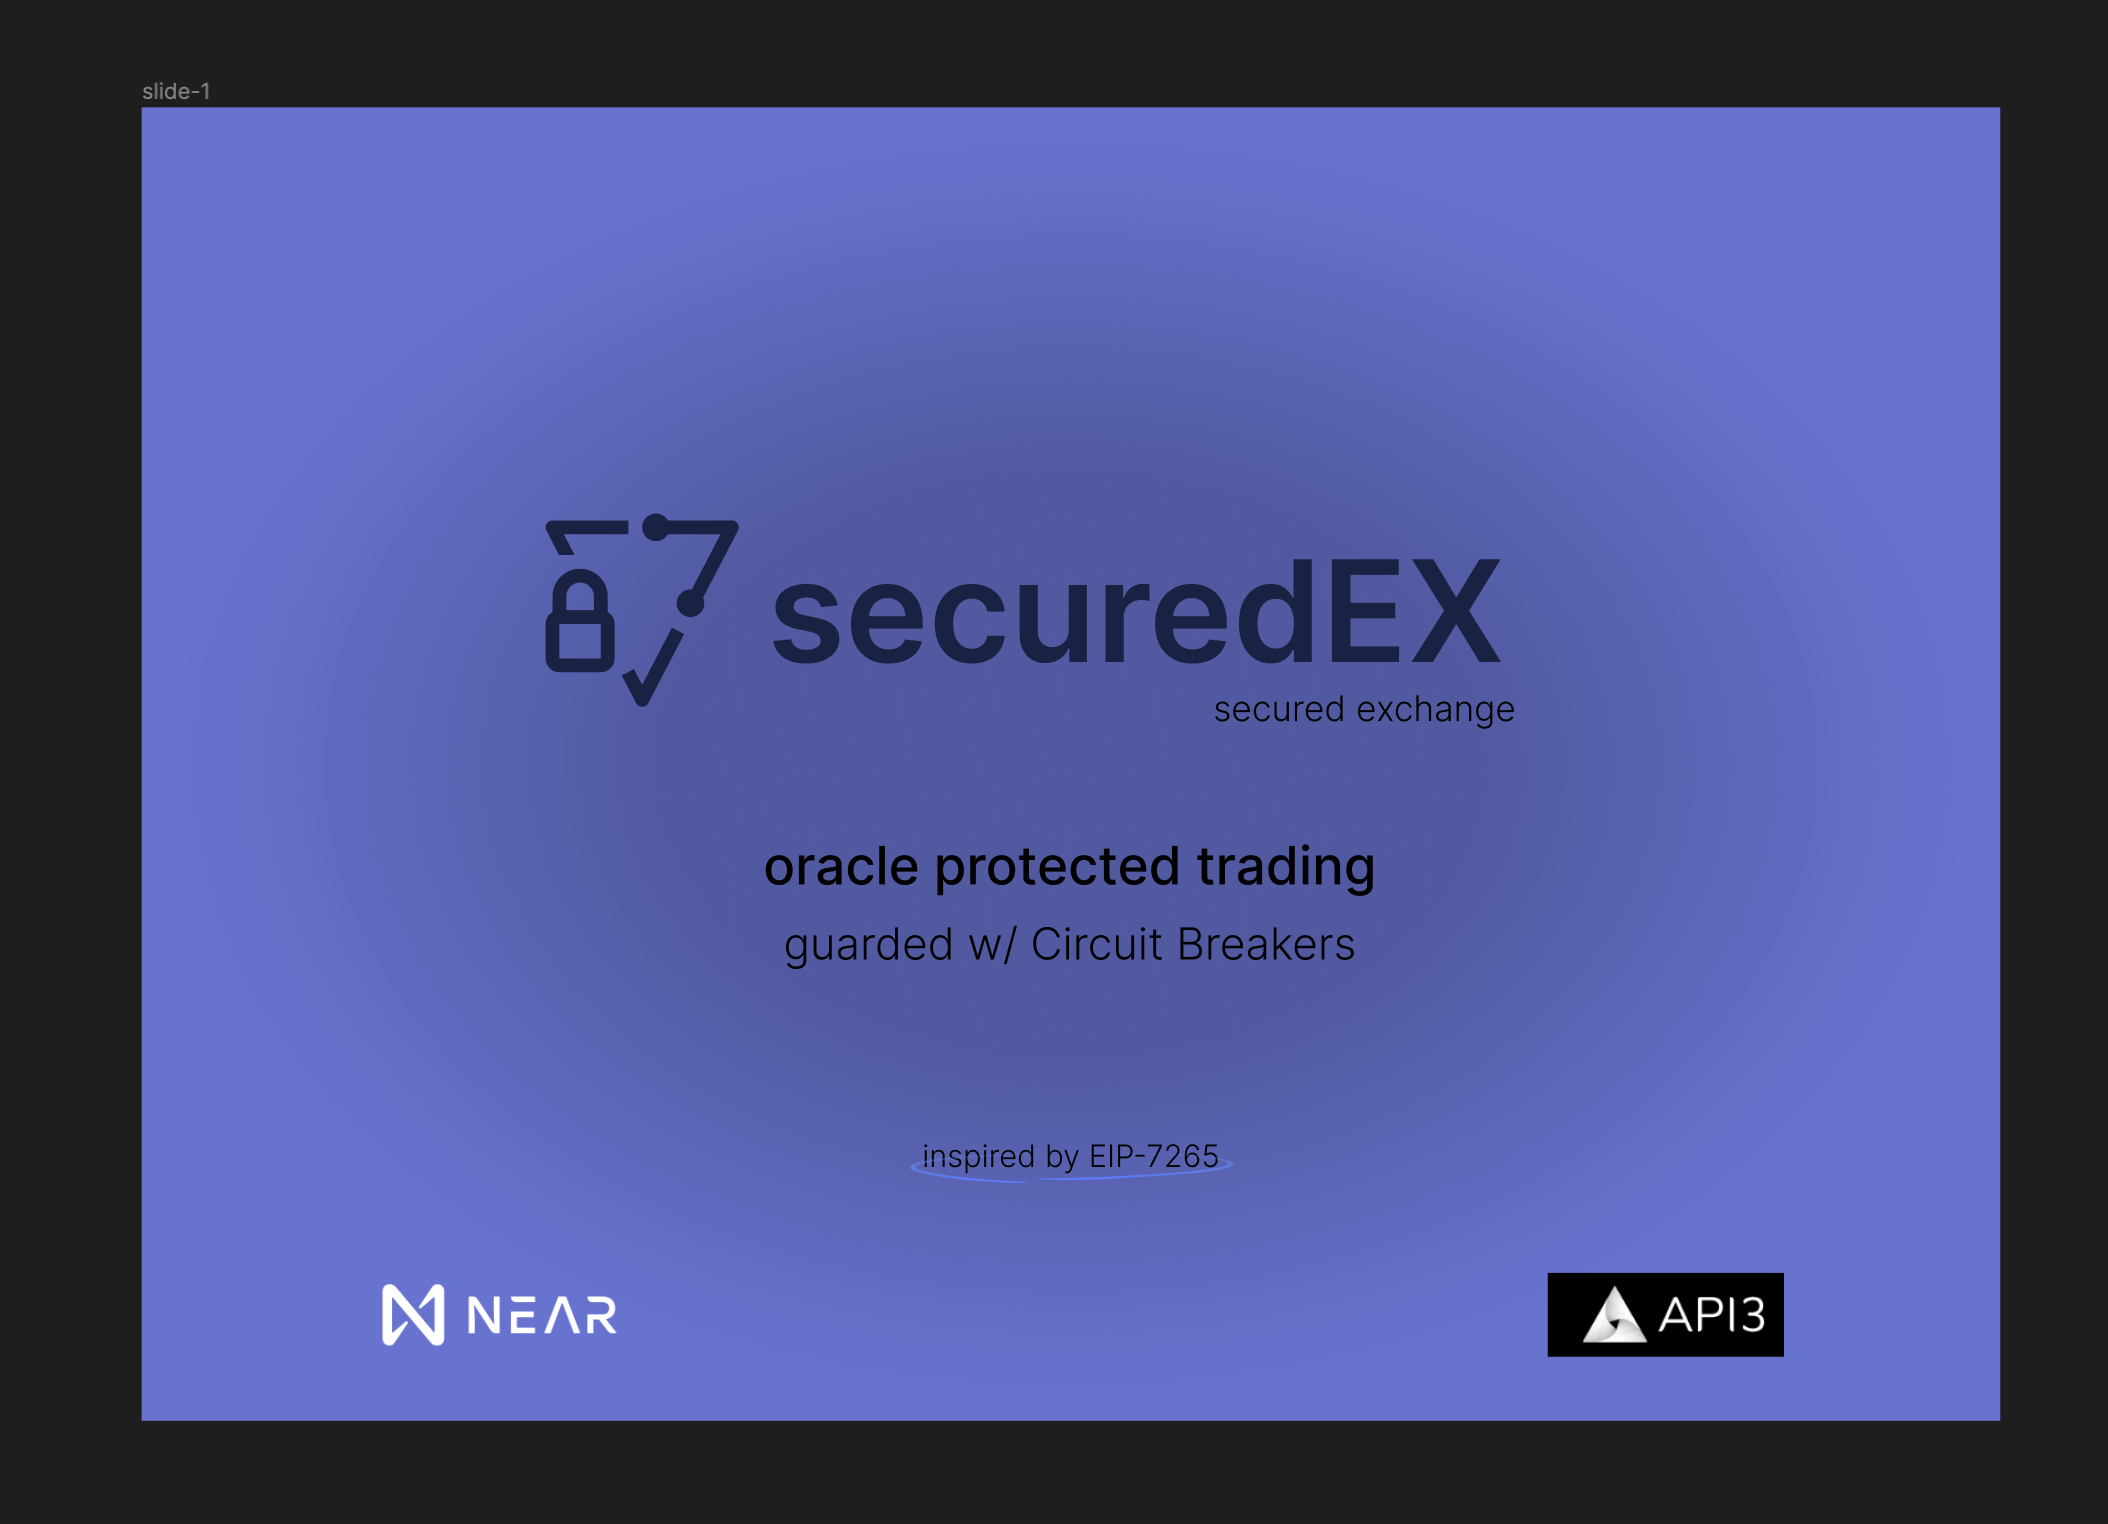 slide-1
securedEX
secured exchange
oracle protected trading
guarded w/ Circuit Breakers
inspired by EIP-7265
NEAR
API3